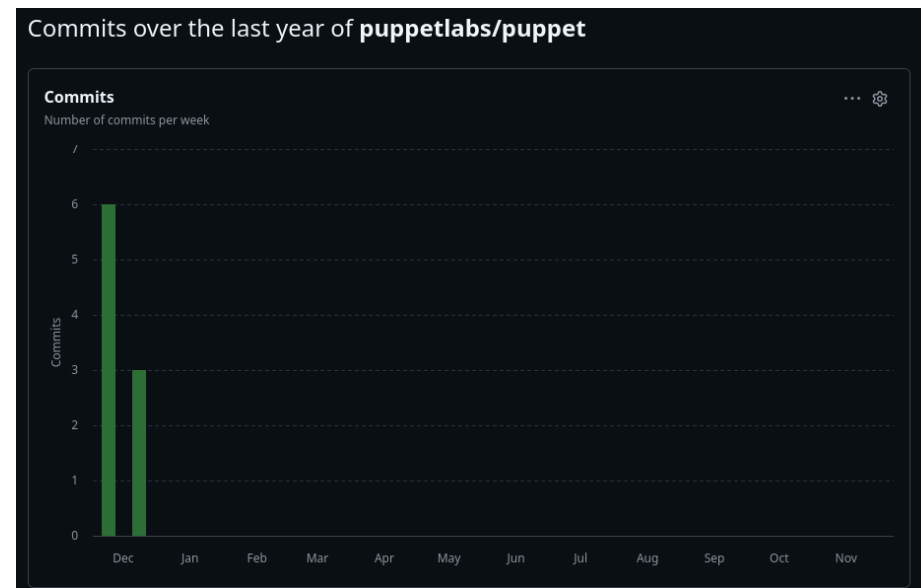 Commits over the last year of puppetlabs/puppet
Commits
Number of commits per week
7
6
5
4
3
2
1
0
Commits
Dec Jan Feb Mar Apr May Jun Jul Aug Sep Oct Nov